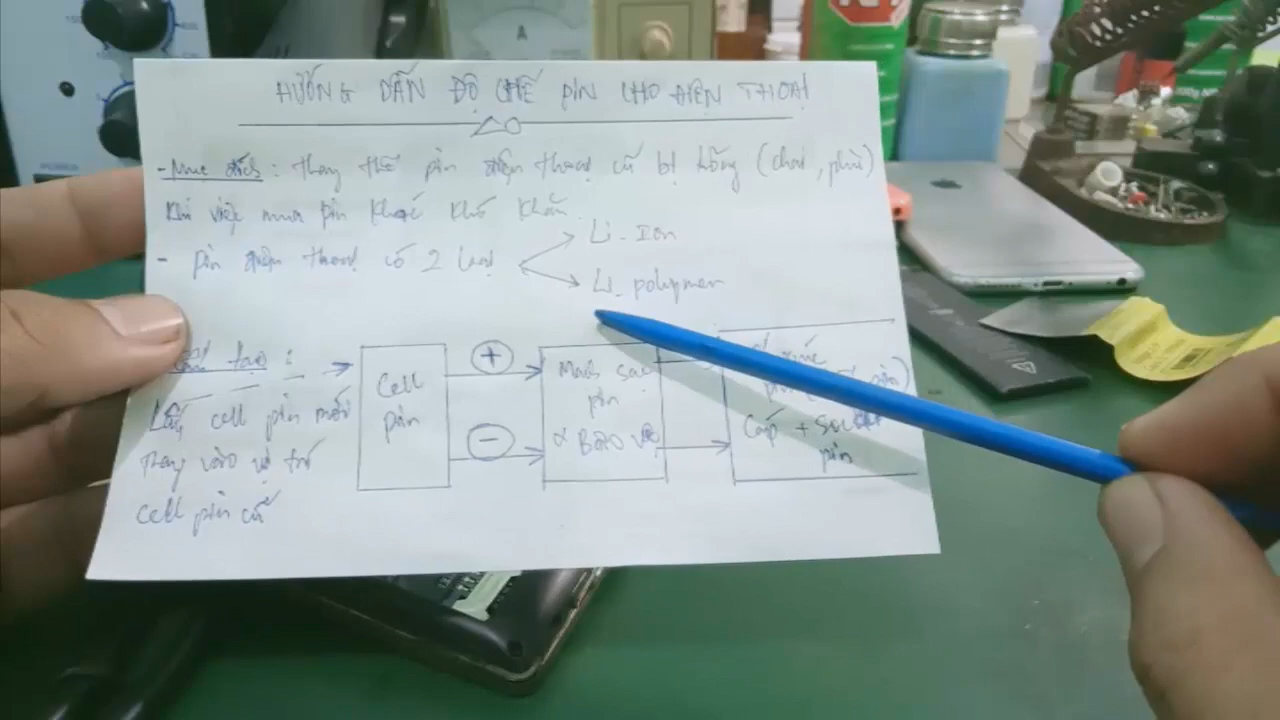 HƯỚNG DẪN ĐỘ CHẾ PIN CHO ĐIỆN THOẠI
- Mục đích: thay thế pin điện thoại cũ bị hỏng (chai, phù)
khi việc mua pin khác khó khăn.
- pin điện thoại có 2 loại
Li-Ion
Li-polymer
tạo :
Lấy cell pin mới
thay vào vị trí
cell pin cũ
Cell
pin
+
-
Mạch sạc
pin
& BẢO VỆ
Cáp + Socket
pin
A